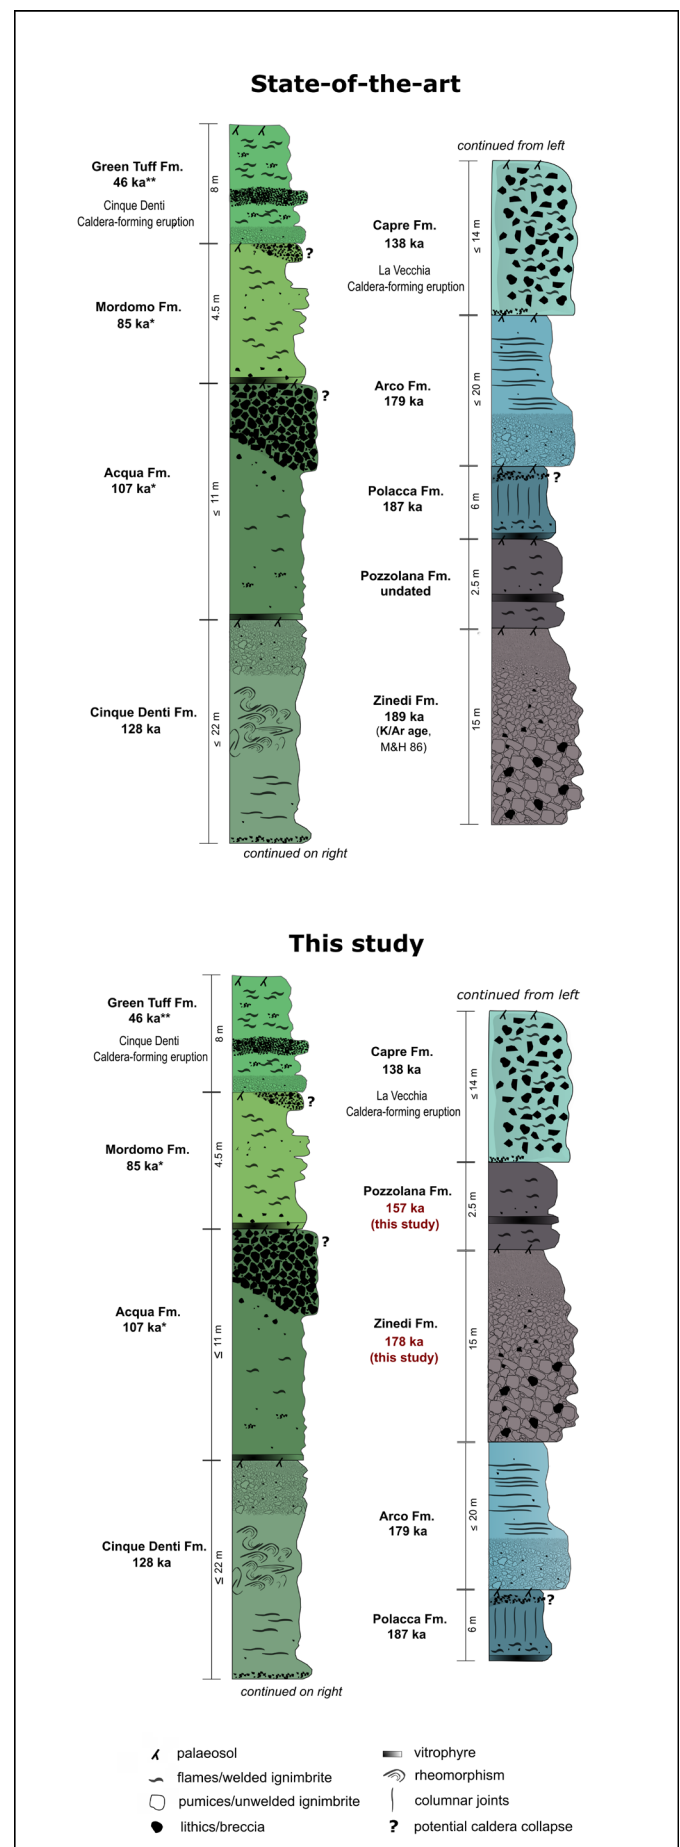 State-of-the-art
Green Tuff Fm.
46 ka**
Cinque Denti
Caldera-forming eruption
8 m
?
Mordomo Fm.
85 ka*
4.5 m
?
Acqua Fm.
107 ka*
≤ 11 m
Cinque Denti Fm.
128 ka
≤ 22 m
continued on right
continued from left
Capre Fm.
138 ka
La Vecchia
Caldera-forming eruption
≤ 14 m
Arco Fm.
179 ka
≤ 20 m
?
Polacca Fm.
187 ka
6 m
Pozzolana Fm.
undated
2.5 m
Zinedi Fm.
189 ka
(K/Ar age,
M&H 86)
15 m
This study
Green Tuff Fm.
46 ka**
Cinque Denti
Caldera-forming eruption
8 m
?
Mordomo Fm.
85 ka*
4.5 m
?
Acqua Fm.
107 ka*
≤ 11 m
Cinque Denti Fm.
128 ka
≤ 22 m
continued on right
continued from left
Capre Fm.
138 ka
La Vecchia
Caldera-forming eruption
≤ 14 m
Pozzolana Fm.
157 ka
(this study)
2.5 m
Zinedi Fm.
178 ka
(this study)
15 m
Arco Fm.
179 ka
≤ 20 m
?
Polacca Fm.
187 ka
6 m
palaeosol
flames/welded ignimbrite
pumices/unwelded ignimbrite
lithics/breccia
vitrophyre
rheomorphism
columnar joints
? potential caldera collapse